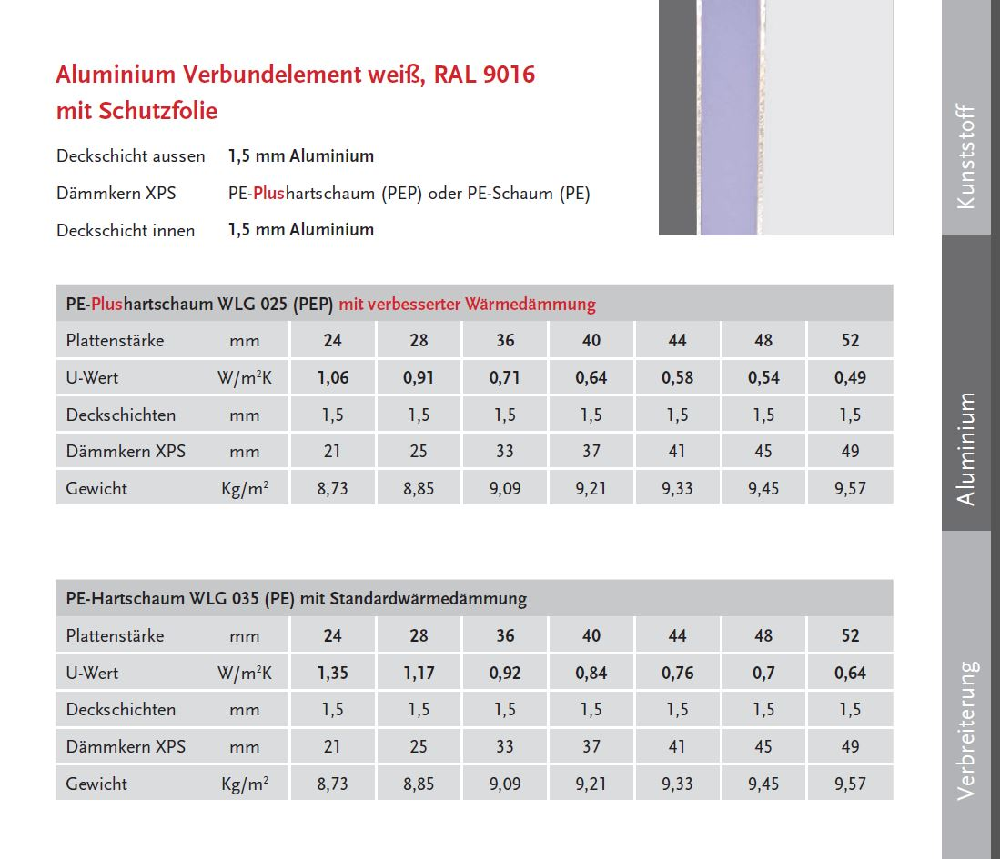 Aluminium Verbundelement weiß, RAL 9016
mit Schutzfolie
Deckschicht aussen 1,5 mm Aluminium
Dämmkern XPS PE-Plushartschaum (PEP) oder PE-Schaum (PE)
Deckschicht innen 1,5 mm Aluminium
PE-Plushartschaum WLG 025 (PEP) mit verbesserter Wärmedämmung
Plattenstärke mm 24 28 36 40 44 48 52
U-Wert W/m²K 1,06 0,91 0,71 0,64 0,58 0,54 0,49
Deckschichten mm 1,5 1,5 1,5 1,5 1,5 1,5 1,5
Dämmkern XPS mm 21 25 33 37 41 45 49
Gewicht Kg/m² 8,73 8,85 9,09 9,21 9,33 9,45 9,57
PE-Hartschaum WLG 035 (PE) mit Standardwärmedämmung
Plattenstärke mm 24 28 36 40 44 48 52
U-Wert W/m²K 1,35 1,17 0,92 0,84 0,76 0,7 0,64
Deckschichten mm 1,5 1,5 1,5 1,5 1,5 1,5 1,5
Dämmkern XPS mm 21 25 33 37 41 45 49
Gewicht Kg/m² 8,73 8,85 9,09 9,21 9,33 9,45 9,57
Kunststoff
Aluminium
Verbreiterung